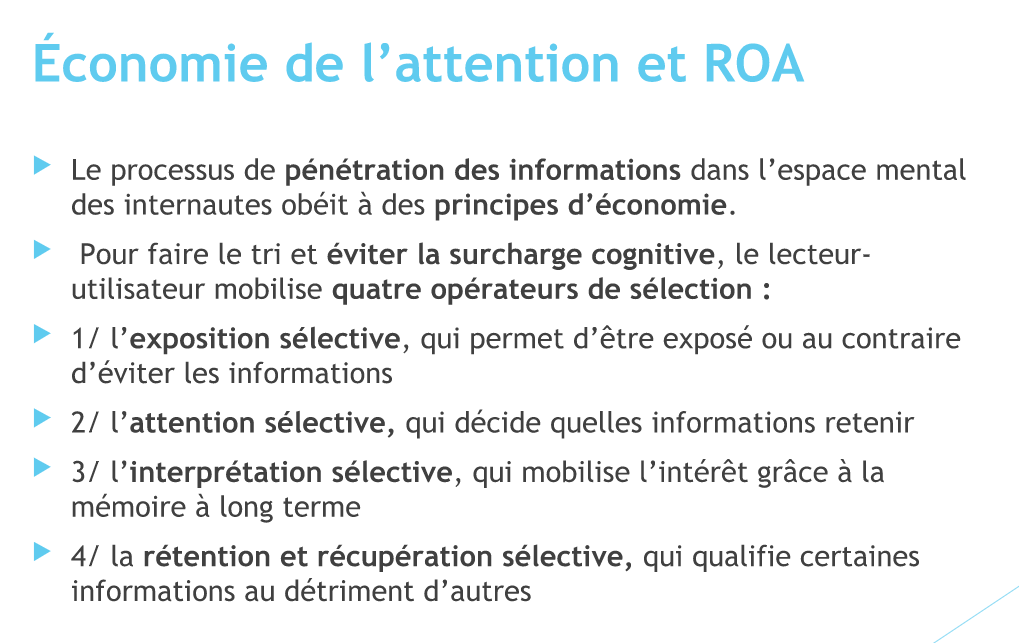 Économie de l’attention et ROA
Le processus de pénétration des informations dans l’espace mental
des internautes obéit à des principes d’économie.
Pour faire le tri et éviter la surcharge cognitive, le lecteur-
utilisateur mobilise quatre opérateurs de sélection :
1/ l’exposition sélective, qui permet d’être exposé ou au contraire
d’éviter les informations
2/ l’attention sélective, qui décide quelles informations retenir
3/ l’interprétation sélective, qui mobilise l’intérêt grâce à la
mémoire à long terme
4/ la rétention et récupération sélective, qui qualifie certaines
informations au détriment d’autres